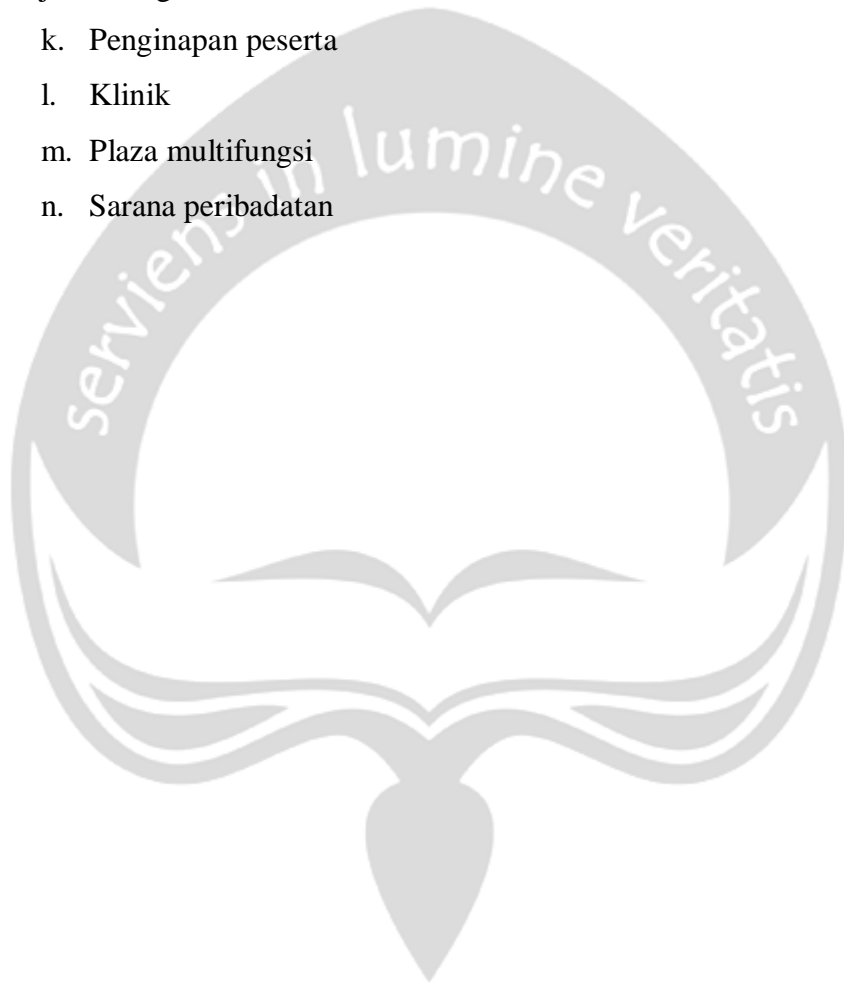 k. Penginapan peserta
l. Klinik
m. Plaza multifungsi
n. Sarana peribadatan
serviens in lumine veritatis